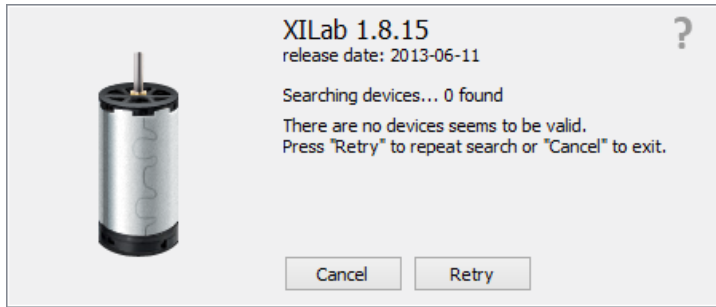 XILab 1.8.15
?
release date: 2013-06-11
Searching devices... 0 found
There are no devices seems to be valid.
Press "Retry" to repeat search or "Cancel" to exit.
Cancel
Retry